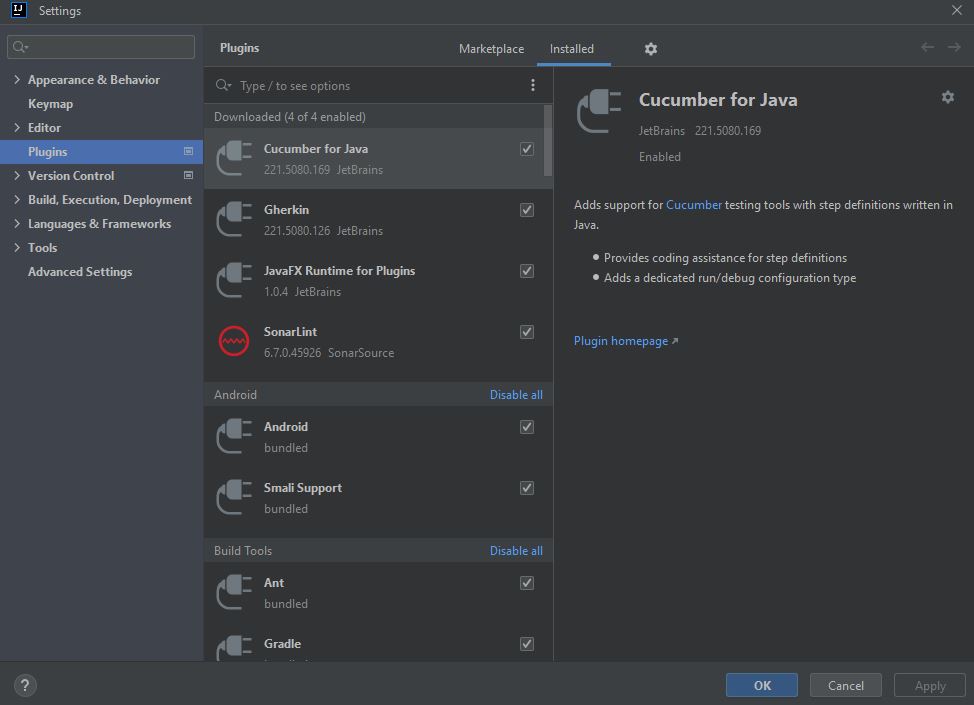 IJ Settings
Appearance & Behavior
Keymap
Editor
Plugins
Version Control
Build, Execution, Deployment
Languages & Frameworks
Tools
Advanced Settings
Plugins
Marketplace
Installed
Type / to see options
Downloaded (4 of 4 enabled)
Cucumber for Java
221.5080.169 JetBrains
Gherkin
221.5080.126 JetBrains
JavaFX Runtime for Plugins
1.0.4 JetBrains
SonarLint
6.7.0.45926 SonarSource
Android Disable all
Android
bundled
Smali Support
bundled
Build Tools Disable all
Ant
bundled
Gradle
Cucumber for Java
JetBrains 221.5080.169
Enabled
Adds support for Cucumber testing tools with step definitions written in
Java.
Provides coding assistance for step definitions
Adds a dedicated run/debug configuration type
Plugin homepage
?
OK
Cancel
Apply